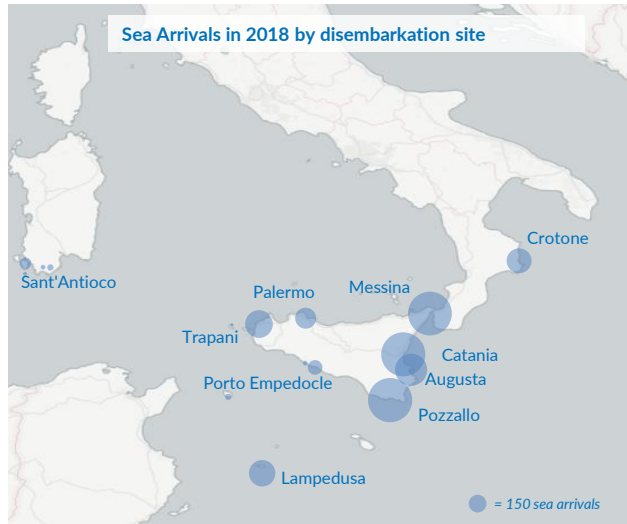 Sea Arrivals in 2018 by disembarkation site
Crotone
Sant'Antioco
Messina
Palermo
Trapani
Catania
Porto Empedocle
Augusta
Pozzallo
Lampedusa
= 150 sea arrivals